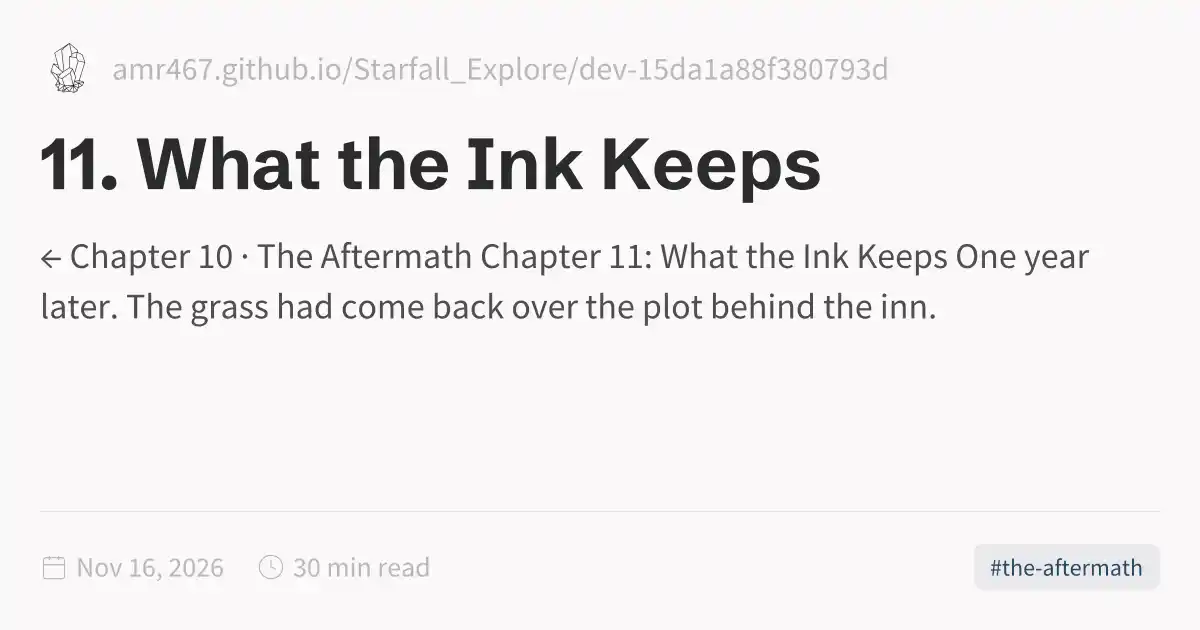 amr467.github.io/Starfall_Explore/dev-15da1a88f380793d
11. What the Ink Keeps
← Chapter 10 · The Aftermath Chapter 11: What the Ink Keeps One year
later. The grass had come back over the plot behind the inn.
Nov 16, 2026 30 min read
#the-aftermath